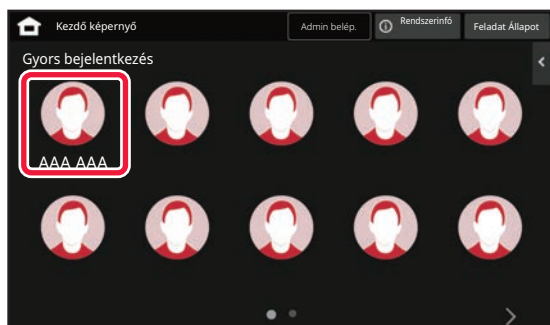 Kezdő képernyő
Admin belép.
Rendszerinfó
Feladat Állapot
Gyors bejelentkezés
AAA AAA